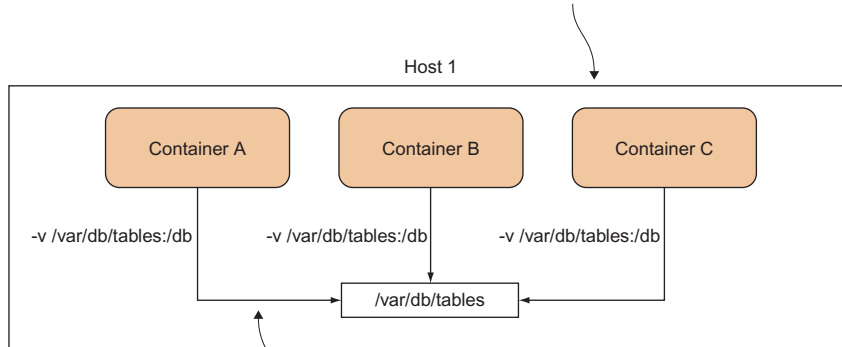 Host 1
Container A
Container B
Container C
-v /var/db/tables:/db
-v /var/db/tables:/db
-v /var/db/tables:/db
/var/db/tables